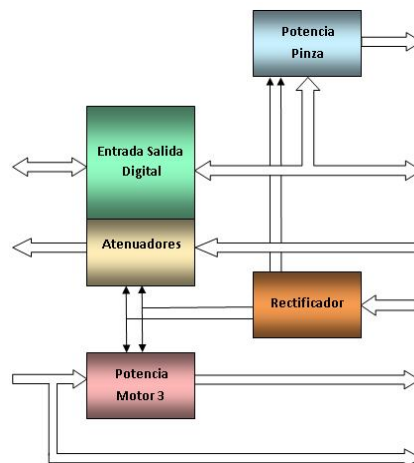 Potencia
Pinza
Entrada Salida
Digital
Atenuadores
Rectificador
Potencia
Motor 3